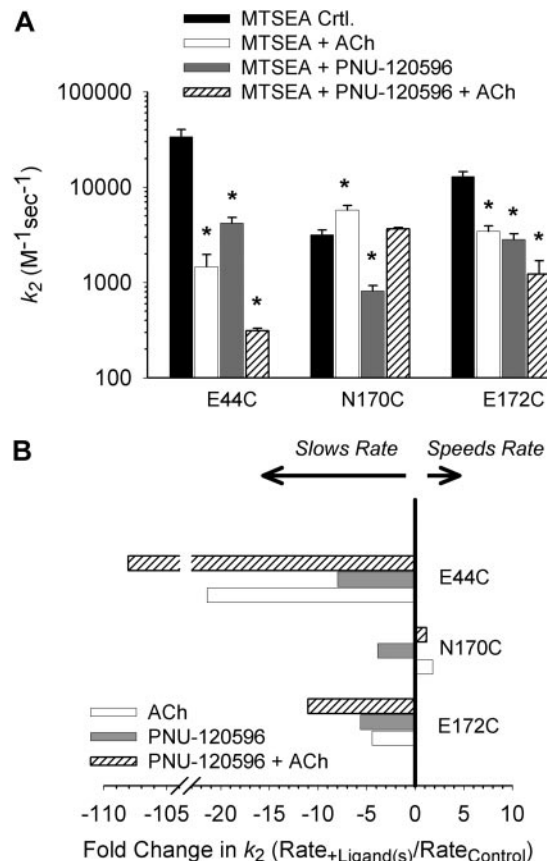 A
MTSEA Crtl.
MTSEA + ACh
MTSEA + PNU-120596
MTSEA + PNU-120596 + ACh
100000
10000
1000
100
k₂ (M⁻¹sec⁻¹)
* * *
* *
* * *
E44C N170C E172C
B
Slows Rate Speeds Rate
E44C
N170C
E172C
ACh
PNU-120596
PNU-120596 + ACh
-110 -105 -20 -15 -10 -5 0 5 10
Fold Change in k₂ (Rate₊Ligand(s)/RateControl)